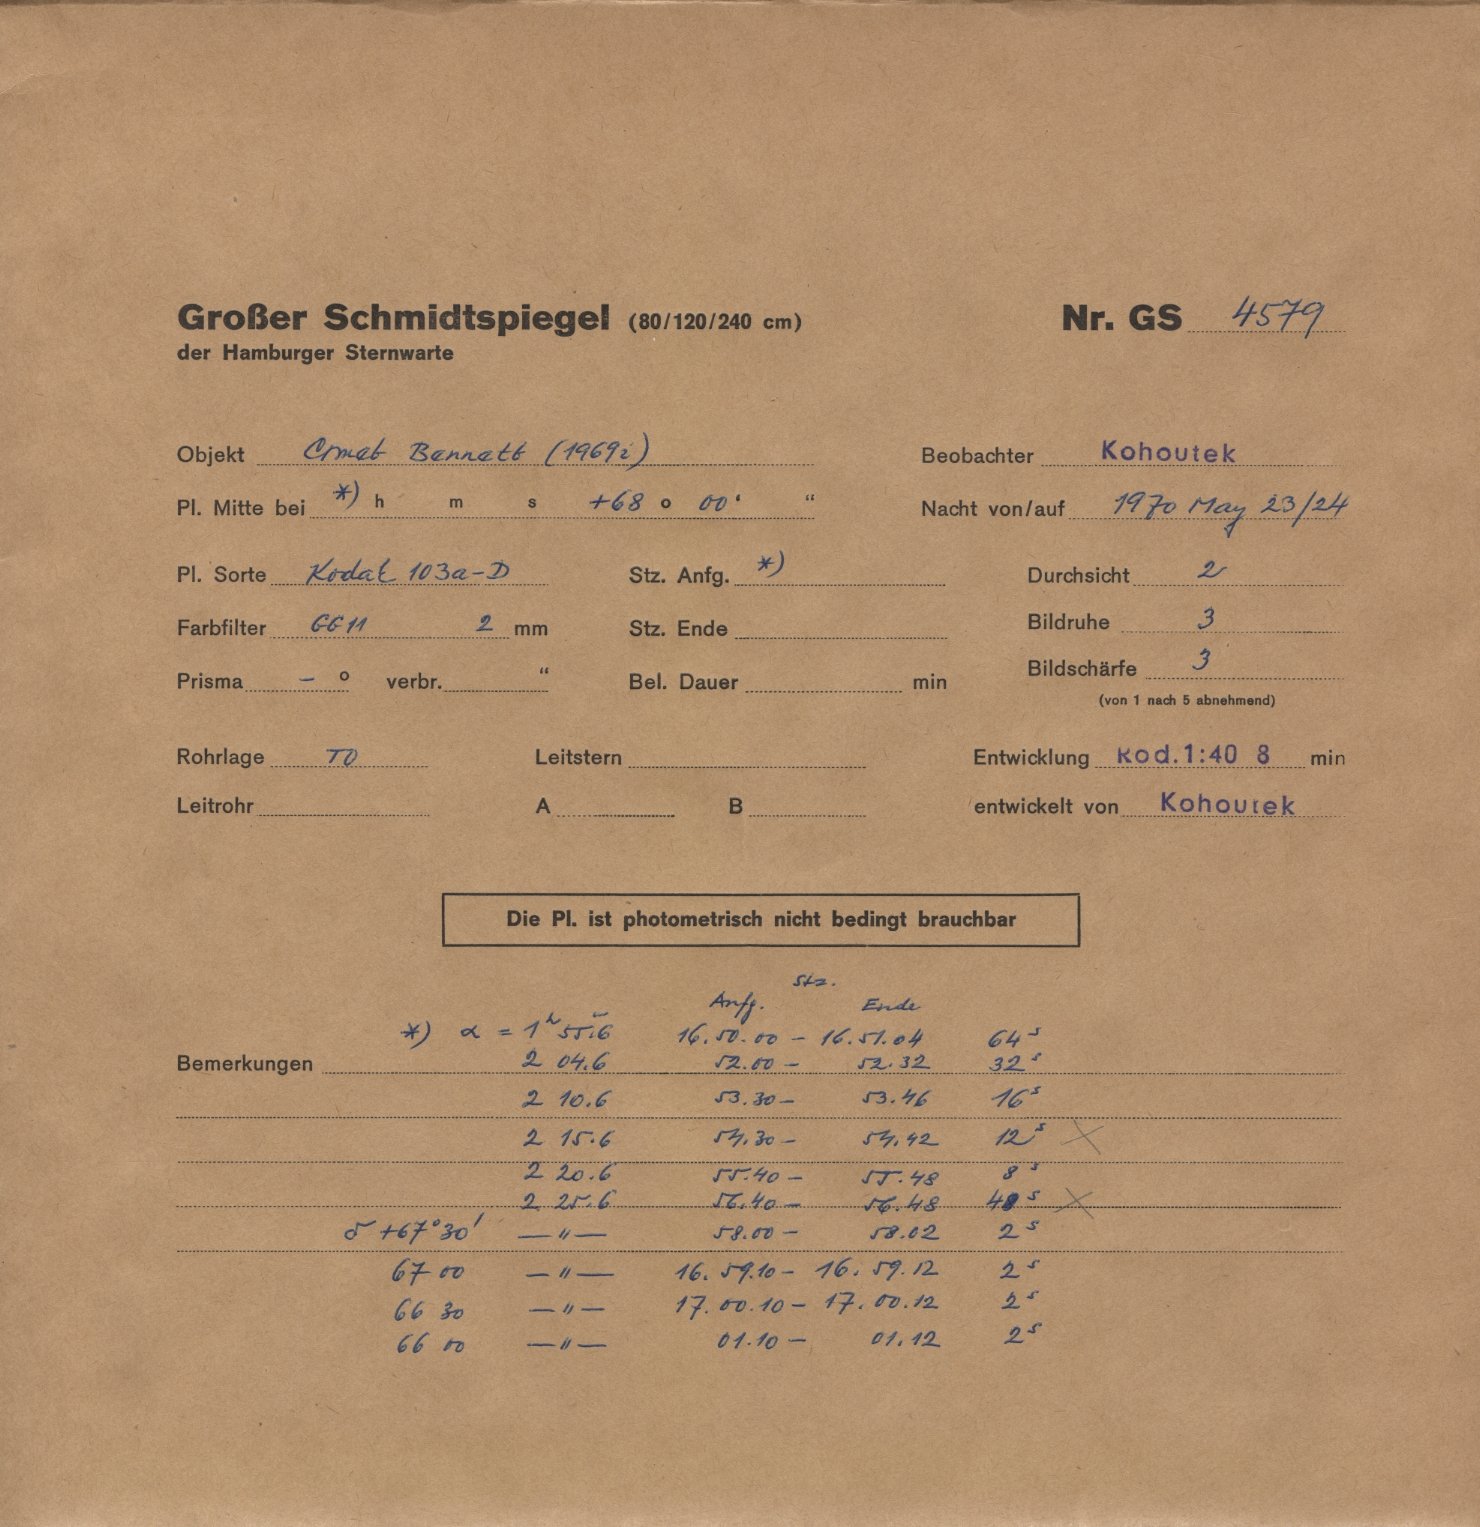 Großer Schmidtspiegel (80/120/240 cm) Nr. GS 4579
der Hamburger Sternwarte
Objekt Comet Bennett (1969i) Beobachter Kohoutek
Pl. Mitte bei *) h m s +68 o 00 ' " Nacht von/auf 1970 May 23/24
Pl. Sorte Kodak 103a-D Stz. Anfg. *) Durchsicht 2
Farbfilter GG11 2 mm Stz. Ende Bildruhe 3
Prisma – o verbr. " Bel. Dauer min Bildschärfe 3
(von 1 nach 5 abnehmend)
Rohrlage TO Leitstern Entwicklung Rod.1:40 8 min
Leitrohr A B entwickelt von Kohoutek
Die Pl. ist photometrisch nicht bedingt brauchbar
Stz.
Anfg. Ende
*) α = 1h 55m.6 16.50.00 – 16.51.04 64s
Bemerkungen 2 04.6 52.00 – 52.32 32s
2 10.6 53.30 – 53.46 16s
2 15.6 54.30 – 54.42 12s ×
2 20.6 55.40 – 55.48 8s
2 25.6 56.40 – 56.48 s ×
δ +67°30' —〃— 58.00 – 58.02 2s
67 00 —〃— 16.59.10 – 16.59.12 2s
66 30 —〃— 17.00.10 – 17.00.12 2s
66 00 —〃— 01.10 – 01.12 2s